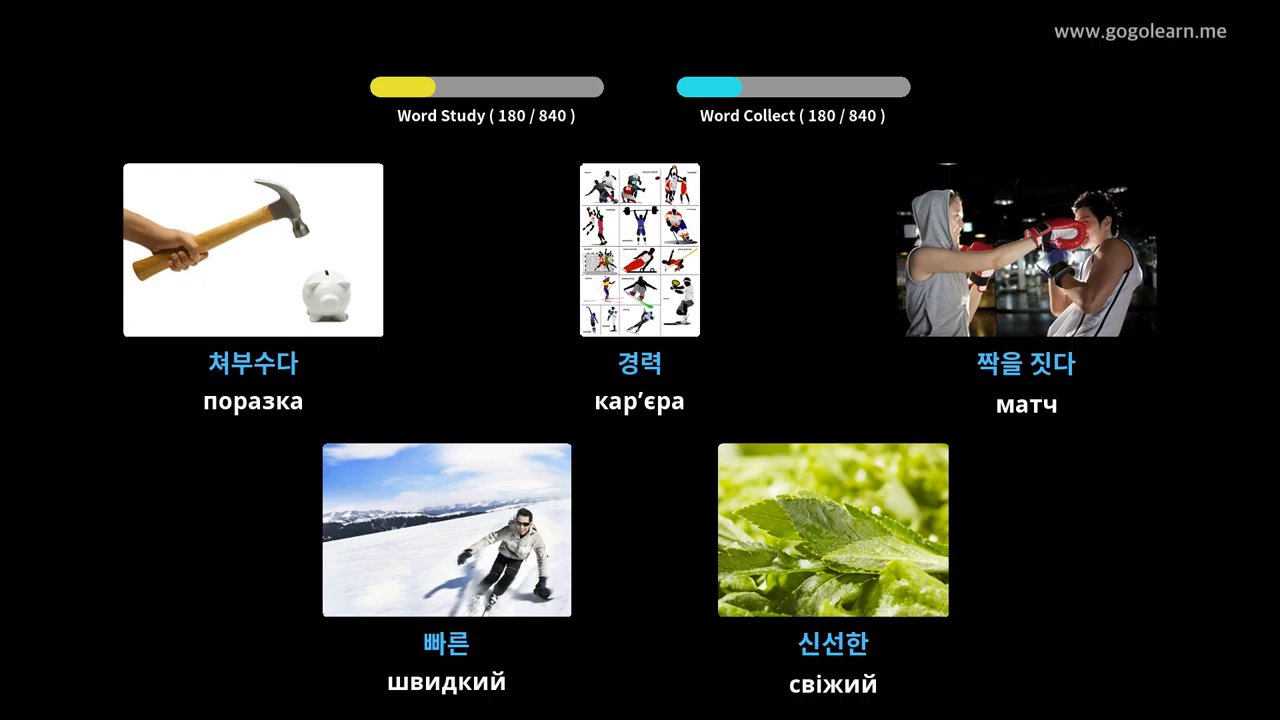 www.gogolearn.me
Word Study ( 180 / 840 )
Word Collect ( 180 / 840 )
쳐부수다
поразка
경력
кар’єра
짝을 짓다
матч
빠른
швидкий
신선한
свіжий